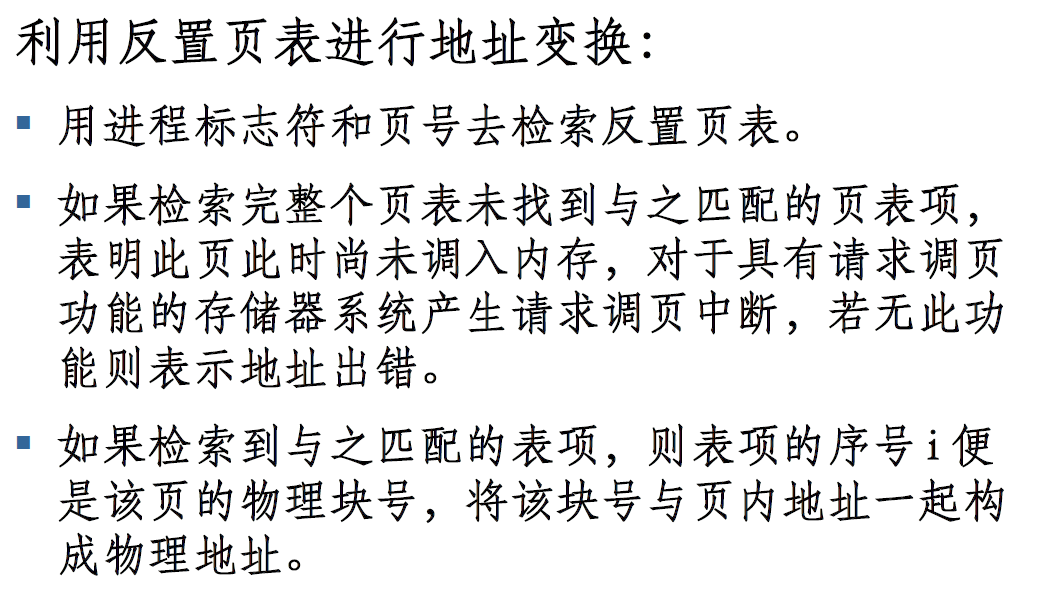 利用反置页表进行地址变换：
▪ 用进程标志符和页号去检索反置页表。
▪ 如果检索完整个页表未找到与之匹配的页表项，
表明此页此时尚未调入内存，对于具有请求调页
功能的存储器系统产生请求调页中断，若无此功
能则表示地址出错。
▪ 如果检索到与之匹配的表项，则表项的序号 i 便
是该页的物理块号，将该块号与页内地址一起构
成物理地址。